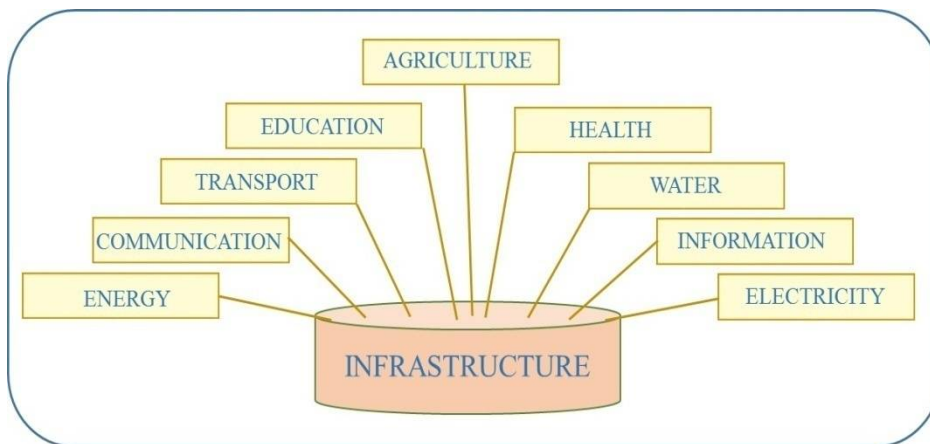 AGRICULTURE
EDUCATION
HEALTH
TRANSPORT
WATER
COMMUNICATION
INFORMATION
ENERGY
ELECTRICITY
INFRASTRUCTURE